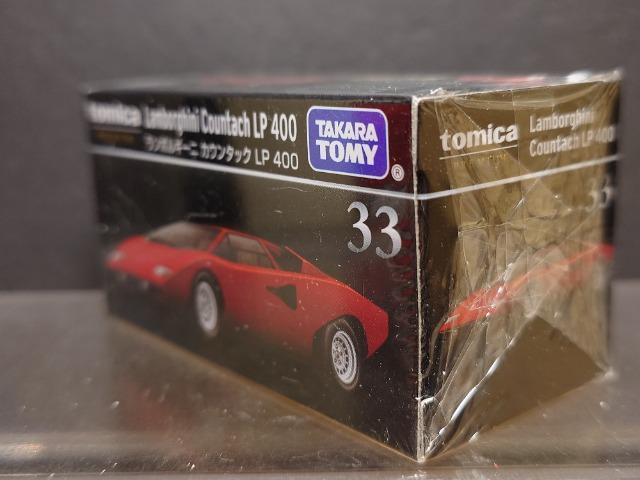 tomica
Lamborghini Countach LP 400
ランボルギーニ カウンタック LP 400
TAKARA
TOMY
®
33
tomica
Lamborghini
Countach LP 400
33